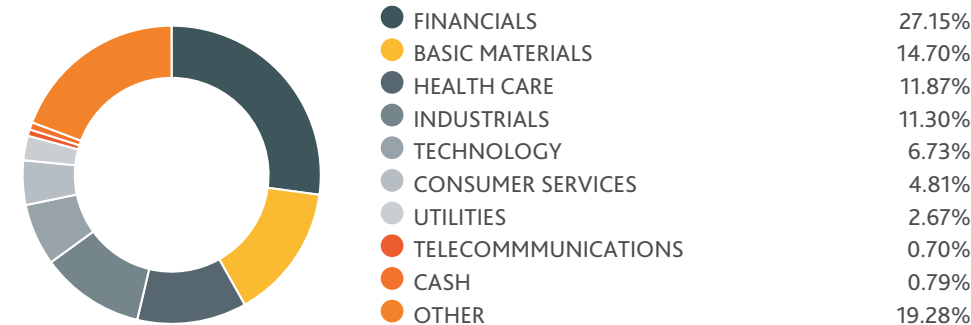 FINANCIALS 27.15%
BASIC MATERIALS 14.70%
HEALTH CARE 11.87%
INDUSTRIALS 11.30%
TECHNOLOGY 6.73%
CONSUMER SERVICES 4.81%
UTILITIES 2.67%
TELECOMMMUNICATIONS 0.70%
CASH 0.79%
OTHER 19.28%